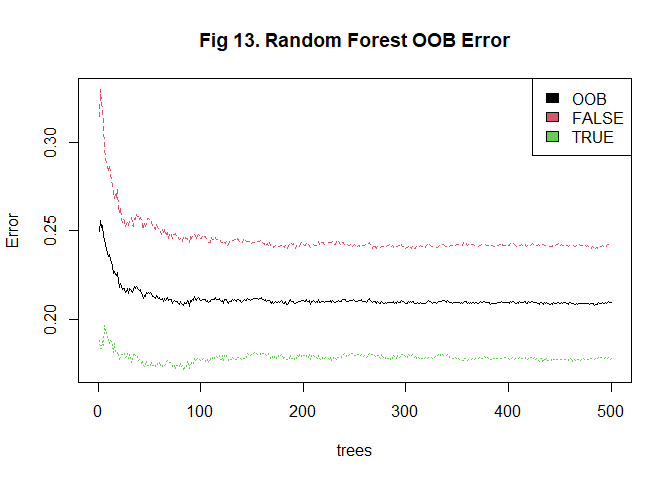 Fig 13. Random Forest OOB Error
OOB
FALSE
TRUE
Error
0.30
0.25
0.20
0 100 200 300 400 500
trees